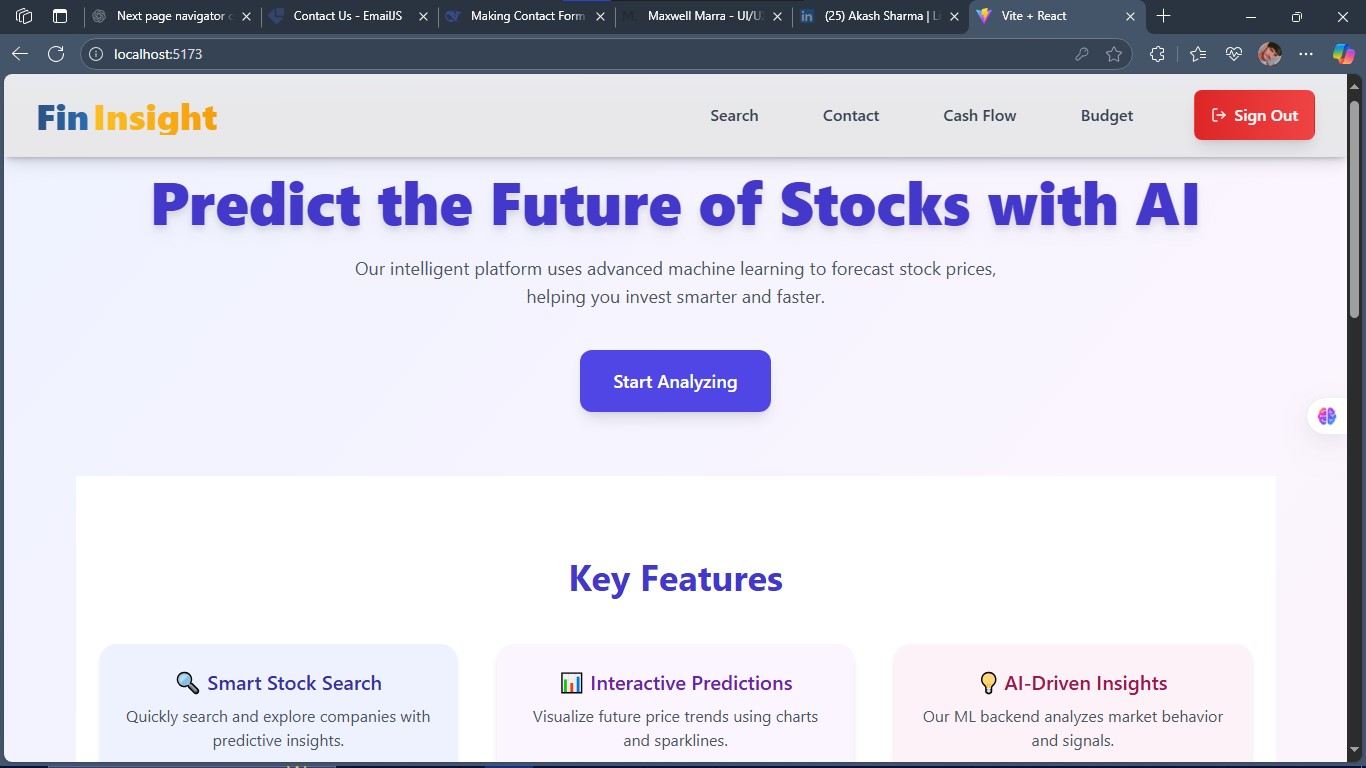 Next page navigator
Contact Us - EmailJS
Making Contact Form
Maxwell Marra - UI/U
(25) Akash Sharma | Li
Vite + React
localhost:5173
Fin Insight
Search
Contact
Cash Flow
Budget
Sign Out
Predict the Future of Stocks with AI
Our intelligent platform uses advanced machine learning to forecast stock prices,
helping you invest smarter and faster.
Start Analyzing
Key Features
Smart Stock Search
Quickly search and explore companies with
predictive insights.
Interactive Predictions
Visualize future price trends using charts
and sparklines.
AI-Driven Insights
Our ML backend analyzes market behavior
and signals.